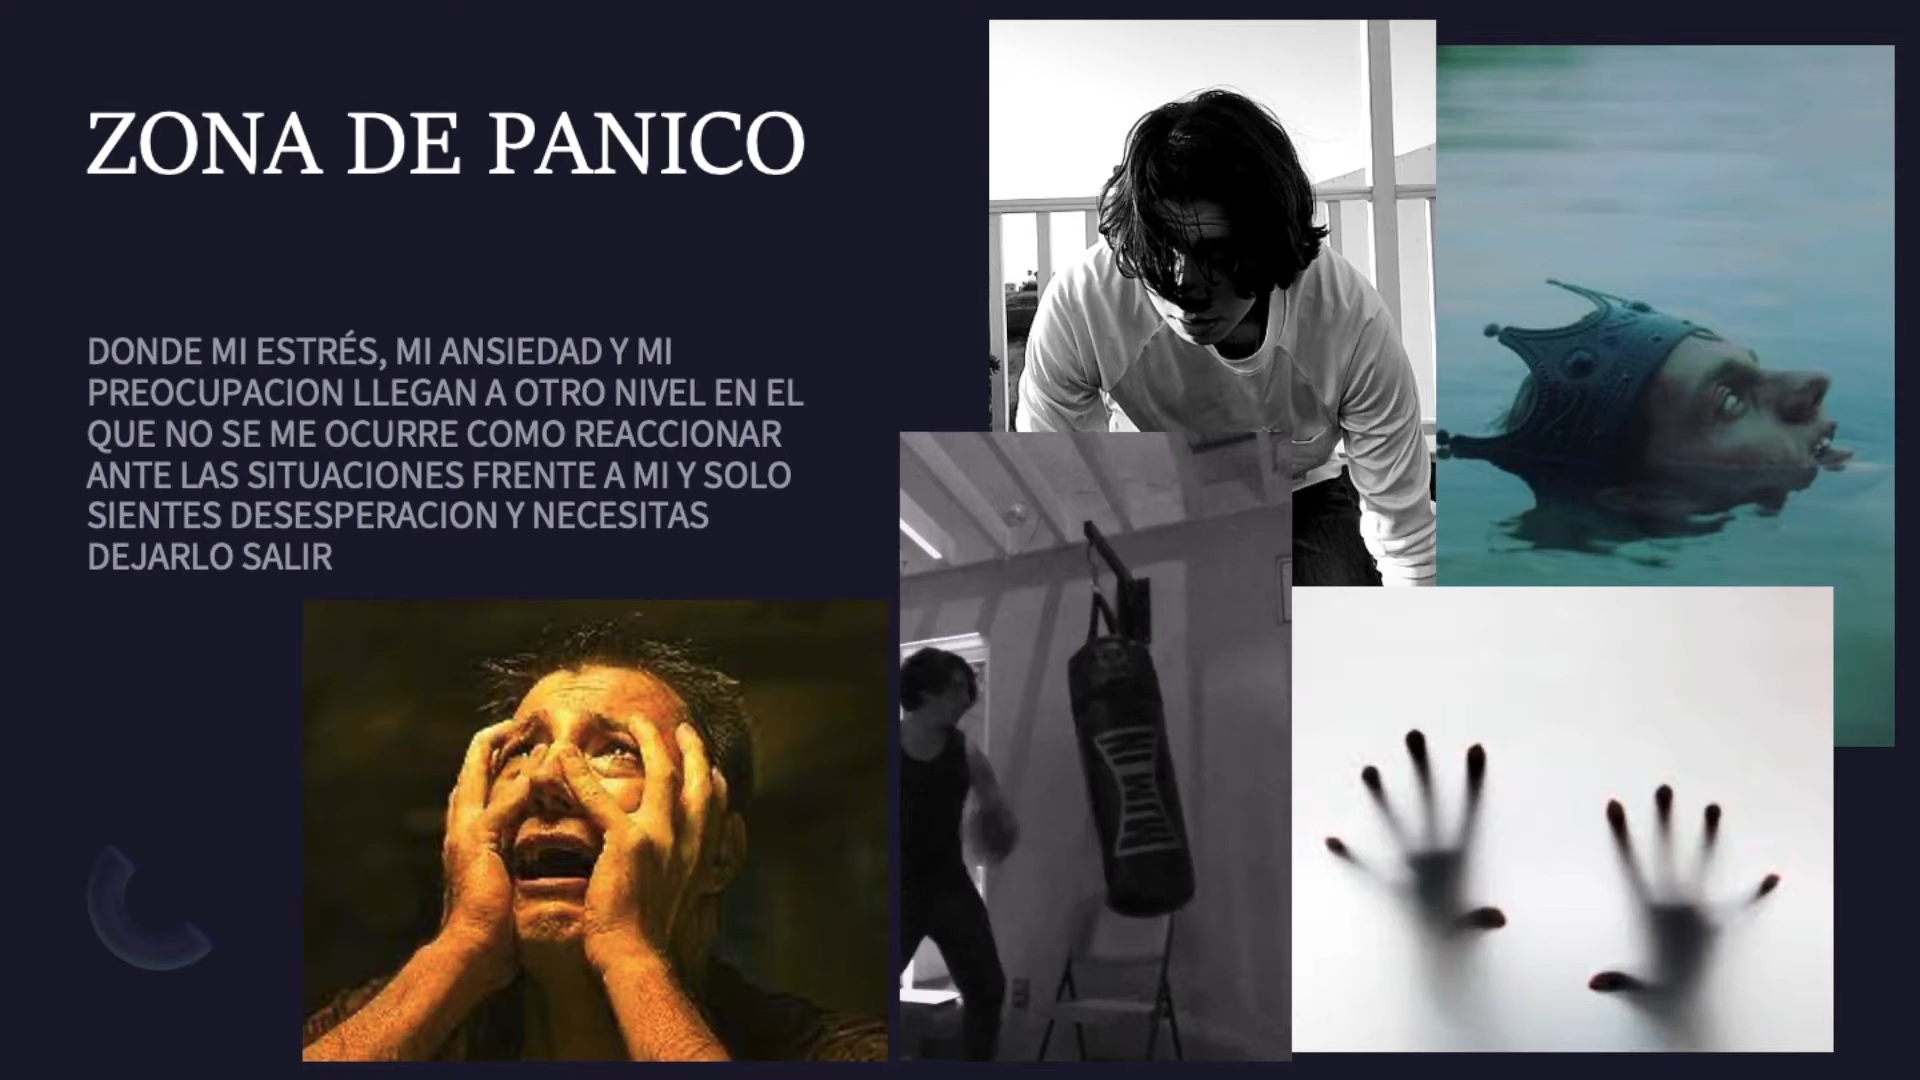 ZONA DE PANICO
DONDE MI ESTRÉS, MI ANSIEDAD Y MI
PREOCUPACION LLEGAN A OTRO NIVEL EN EL
QUE NO SE ME OCURRE COMO REACCIONAR
ANTE LAS SITUACIONES FRENTE A MI Y SOLO
SIENTES DESESPERACION Y NECESITAS
DEJARLO SALIR